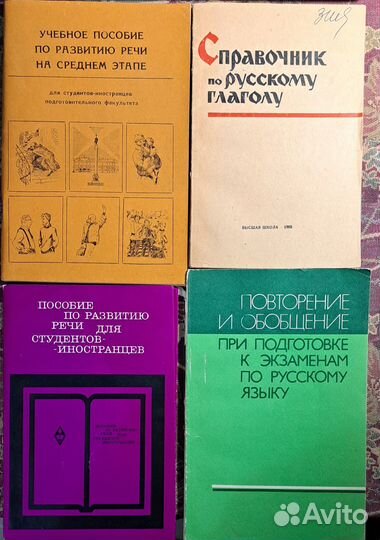 УЧЕБНОЕ ПОСОБИЕ
ПО РАЗВИТИЮ РЕЧИ
НА СРЕДНЕМ ЭТАПЕ
для студентов-иностранцев
подготовительного факультета
Справочник
по русскому
глаголу
ВЫСШАЯ ШКОЛА
ПОСОБИЕ
ПО РАЗВИТИЮ
РЕЧИ ДЛЯ
СТУДЕНТОВ-
-ИНОСТРАНЦЕВ
ПОВТОРЕНИЕ
И ОБОБЩЕНИЕ
ПРИ ПОДГОТОВКЕ
К ЭКЗАМЕНАМ
ПО РУССКОМУ
ЯЗЫКУ
Avito